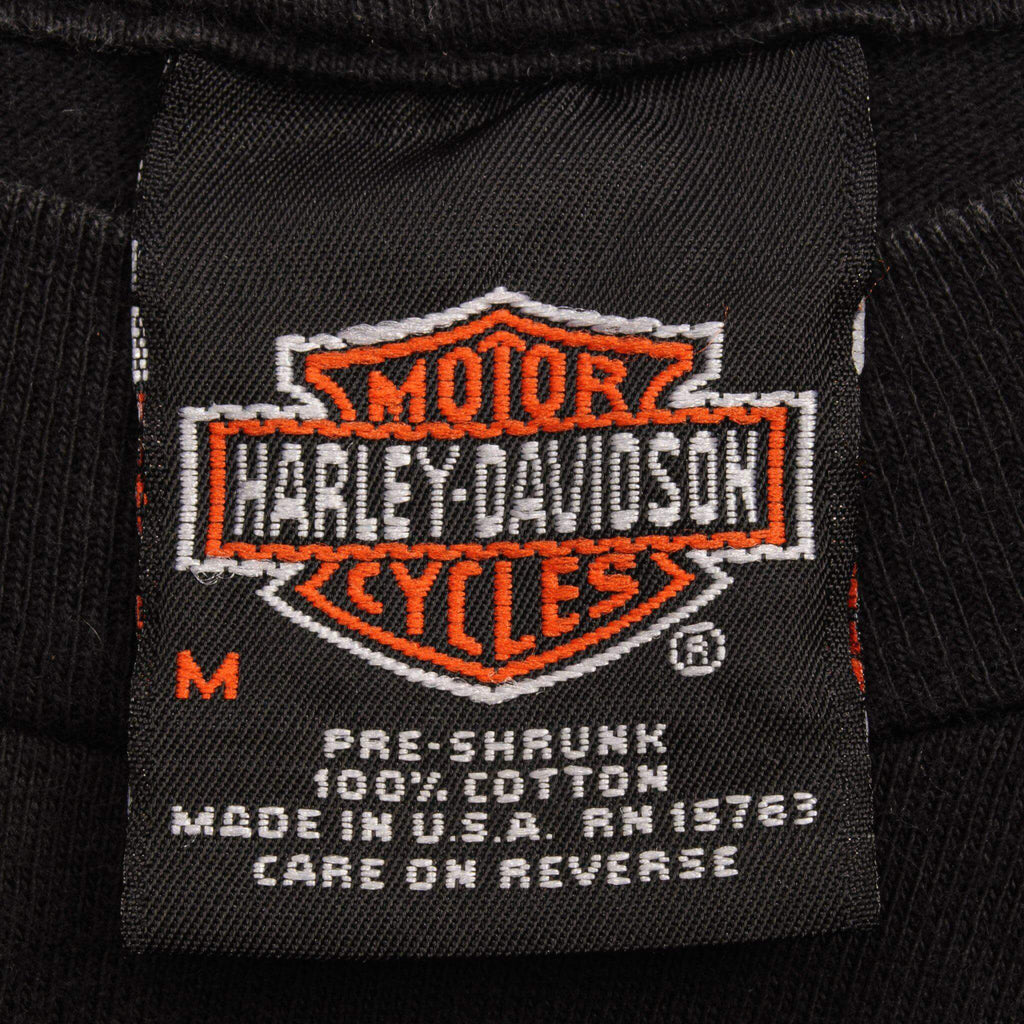 MOTOR
HARLEY-DAVIDSON
CYCLES
®
M
PRE-SHRUNK
100% COTTON
MADE IN U.S.A. RN 15763
CARE ON REVERSE